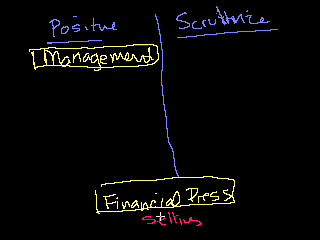 Positive
Scrutinize
Management
Financial Press
Selling